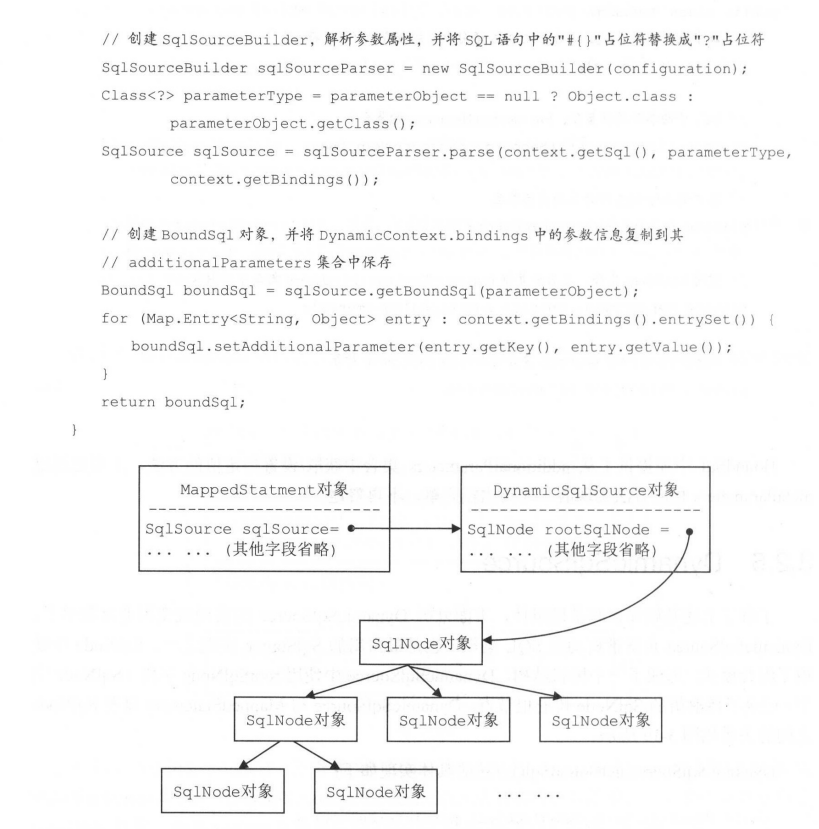 // 创建 SqlSourceBuilder, 解析参数属性, 并将 SQL 语句中的"#{}"占位符替换成"?"占位符
SqlSourceBuilder sqlSourceParser = new SqlSourceBuilder(configuration);
Class<?> parameterType = parameterObject == null ? Object.class :
parameterObject.getClass();
SqlSource sqlSource = sqlSourceParser.parse(context.getSql(), parameterType,
context.getBindings());
// 创建 BoundSql 对象, 并将 DynamicContext.bindings 中的参数信息复制到其
// additionalParameters 集合中保存
BoundSql boundSql = sqlSource.getBoundSql(parameterObject);
for (Map.Entry<String, Object> entry : context.getBindings().entrySet()) {
boundSql.setAdditionalParameter(entry.getKey(), entry.getValue());
}
return boundSql;
}
MappedStatment对象
SqlSource sqlSource=
... ... (其他字段省略)
DynamicSqlSource对象
SqlNode rootSqlNode =
... ... (其他字段省略)
SqlNode对象
SqlNode对象
SqlNode对象
SqlNode对象
SqlNode对象
SqlNode对象
... ...